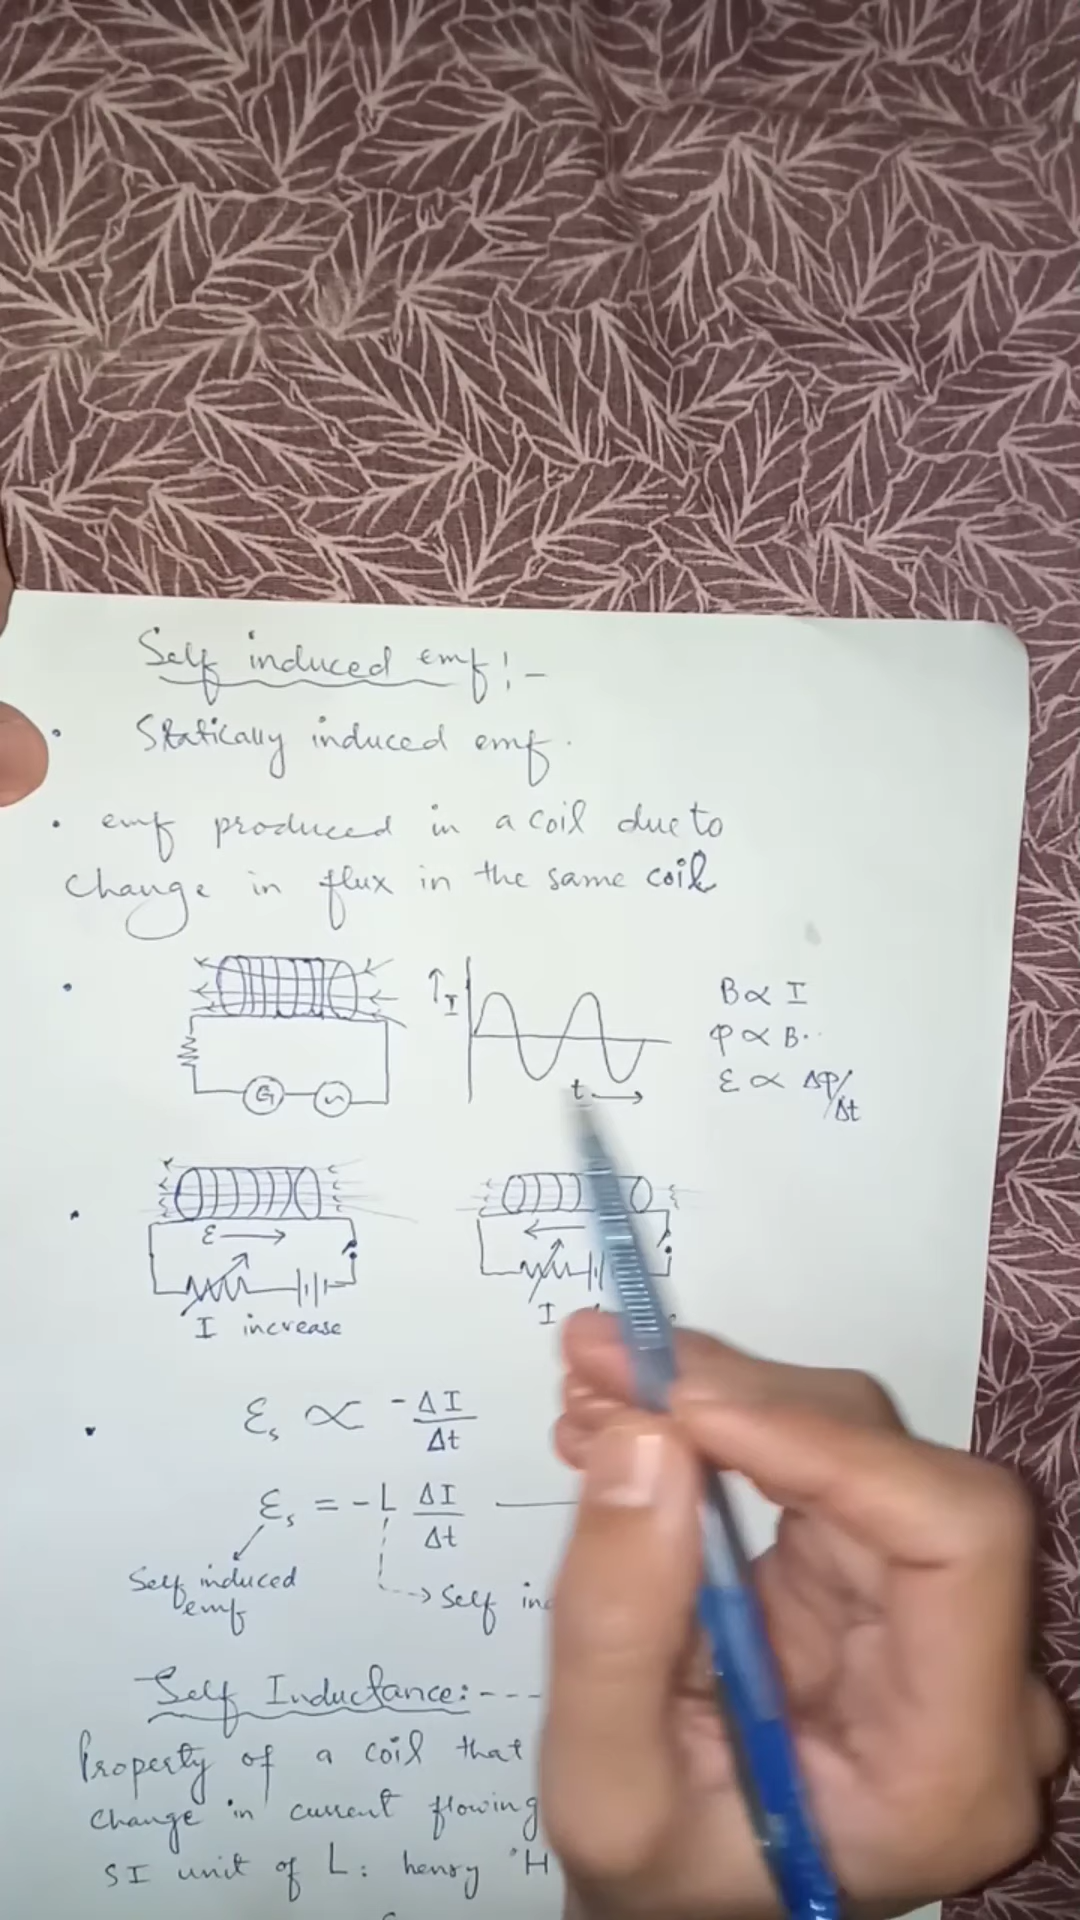 Self induced emf:-
• Statically induced emf.
• emf produced in a coil due to
change in flux in the same coil
↑I
t →
G
B ∝ I
φ ∝ B..
ε ∝ Δφ/Δt
ε →
I increase
←
I
εs ∝ -ΔI/Δt
εs = -L ΔI/Δt
Self induced
emf
Self
Self Inductance:---
Property of a coil that
change in current flowing
SI unit of L: henry 'H